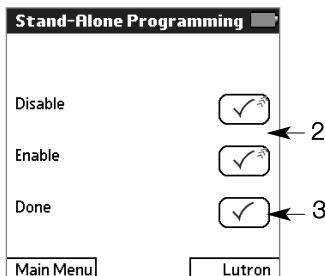 Stand-Alone Programming
Disable
2
Enable
Done
3
Main Menu
Lutron